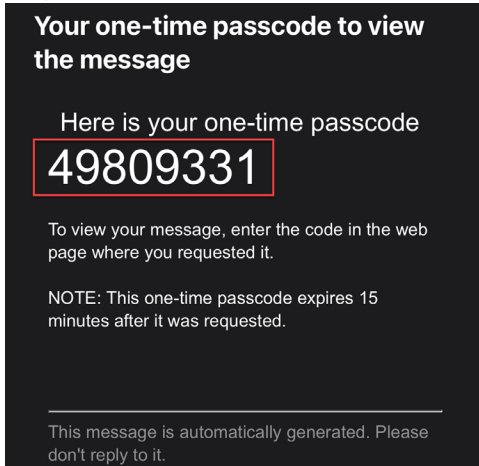 Your one-time passcode to view
the message
Here is your one-time passcode
49809331
To view your message, enter the code in the web
page where you requested it.
NOTE: This one-time passcode expires 15
minutes after it was requested.
This message is automatically generated. Please
don't reply to it.